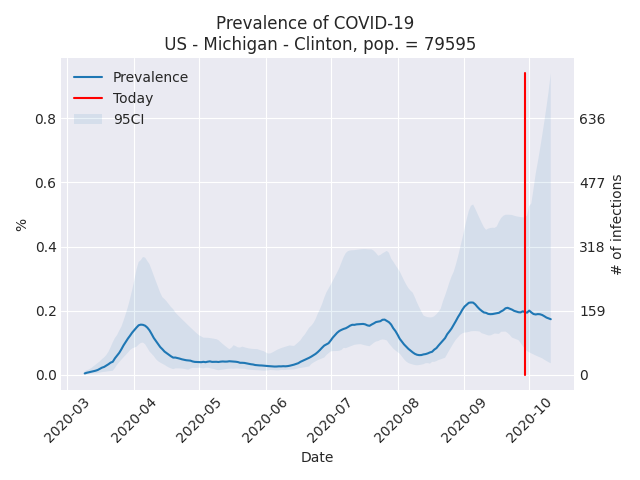 Prevalence of COVID-19
US - Michigan - Clinton, pop. = 79595
Prevalence
Today
95CI
%
0.8
0.6
0.4
0.2
0.0
636
477
318
159
0
# of infections
2020-03
2020-04
2020-05
2020-06
2020-07
2020-08
2020-09
2020-10
Date